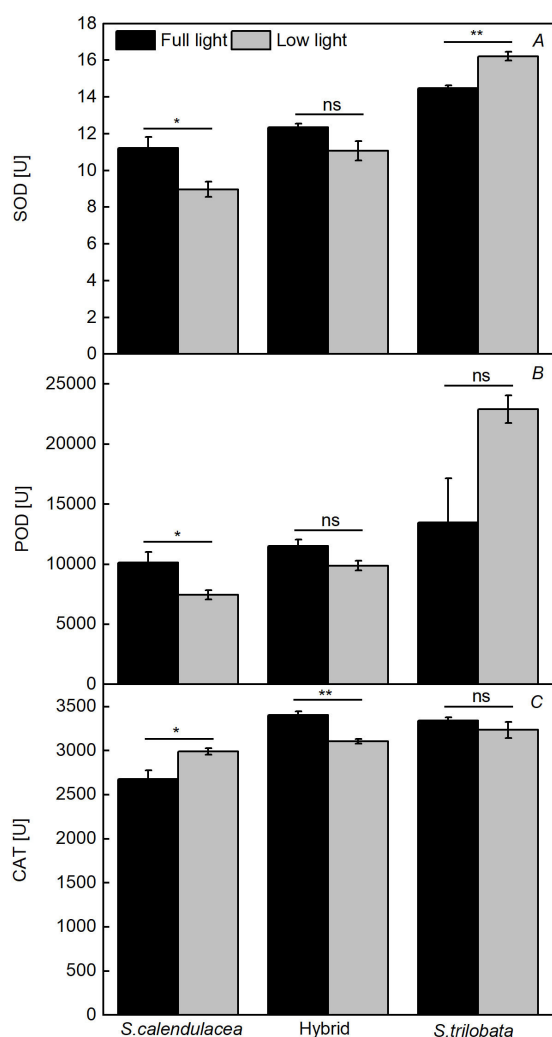 18
Full light
Low light
**
A
16
14
ns
12
*
10
8
6
4
2
0
SOD [U]
B
25000
ns
20000
15000
ns
*
10000
5000
0
POD [U]
C
3500
**
ns
*
3000
2500
2000
1500
1000
500
0
CAT [U]
S.calendulacea
Hybrid
S.trilobata